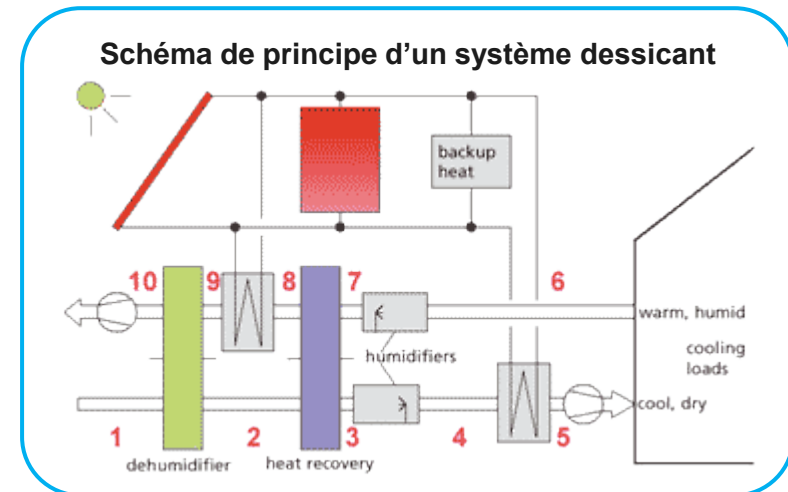 Schéma de principe d'un système dessicant
backup
heat
10 9 8 7 6
warm, humid
humidifiers
cooling
loads
cool, dry
1 2 3 4 5
dehumidifier heat recovery